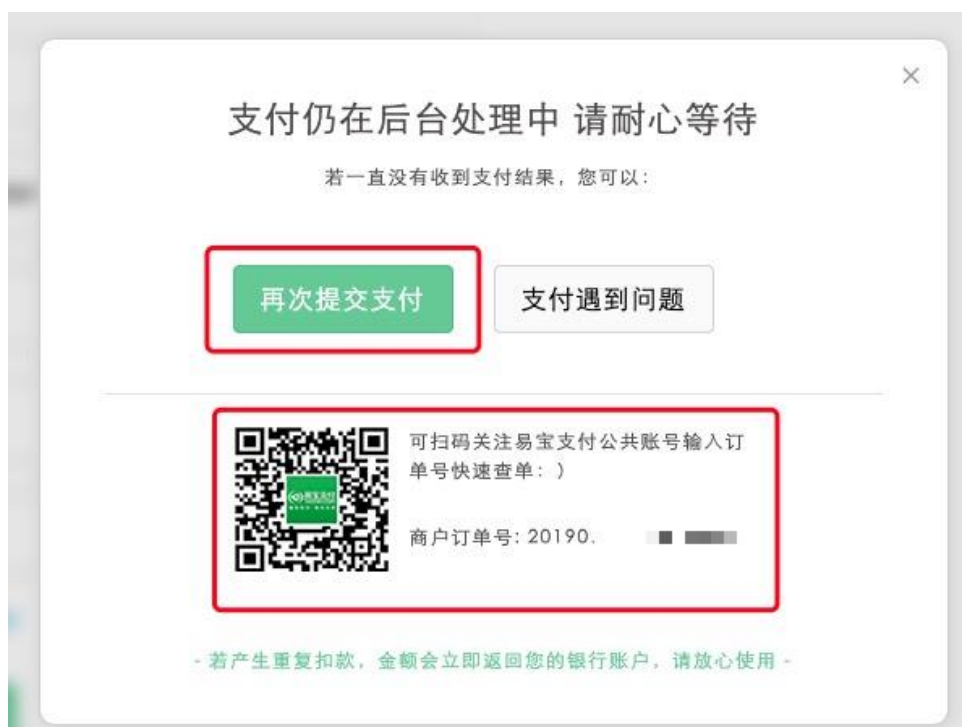 支付仍在后台处理中 请耐心等待
若一直没有收到支付结果，您可以：
再次提交支付
支付遇到问题
可扫码关注易宝支付公共账号输入订
单号快速查单：）
易宝支付
商户订单号: 20190.
- 若产生重复扣款，金额会立即返回您的银行账户，请放心使用 -